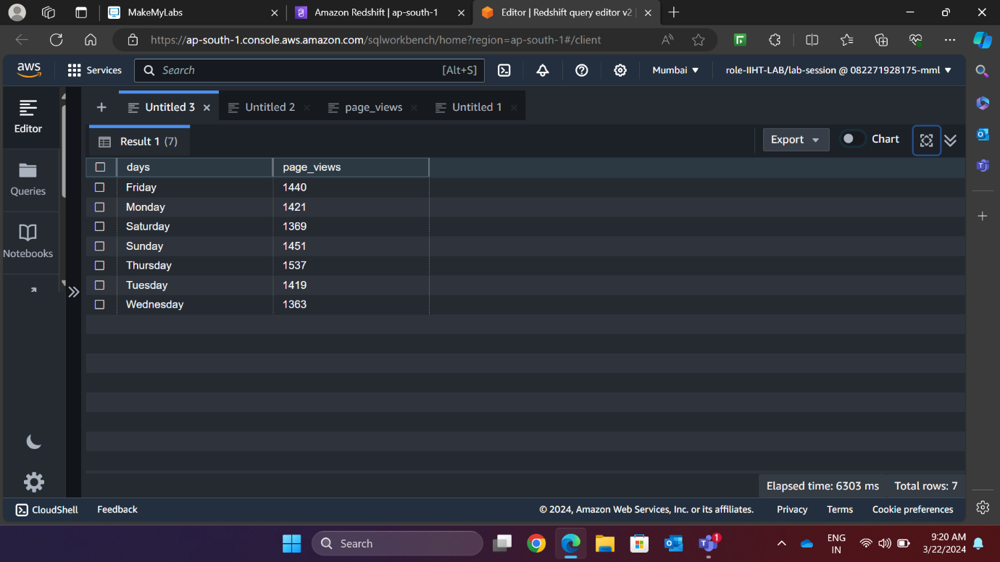 MakeMyLabs
Amazon Redshift | ap-south-1
Editor | Redshift query editor v2
https://ap-south-1.console.aws.amazon.com/sqlworkbench/home?region=ap-south-1#/client
aws
Services
Search
[Alt+S]
Mumbai
role-IIHT-LAB/lab-session @ 082271928175-mml
Editor
Queries
Notebooks
Untitled 3
Untitled 2
page_views
Untitled 1
Result 1 (7)
Export
Chart
days page_views
Friday 1440
Monday 1421
Saturday 1369
Sunday 1451
Thursday 1537
Tuesday 1419
Wednesday 1363
Elapsed time: 6303 ms Total rows: 7
CloudShell Feedback © 2024, Amazon Web Services, Inc. or its affiliates. Privacy Terms Cookie preferences
Search
1
ENG
IN
9:20 AM
3/22/2024